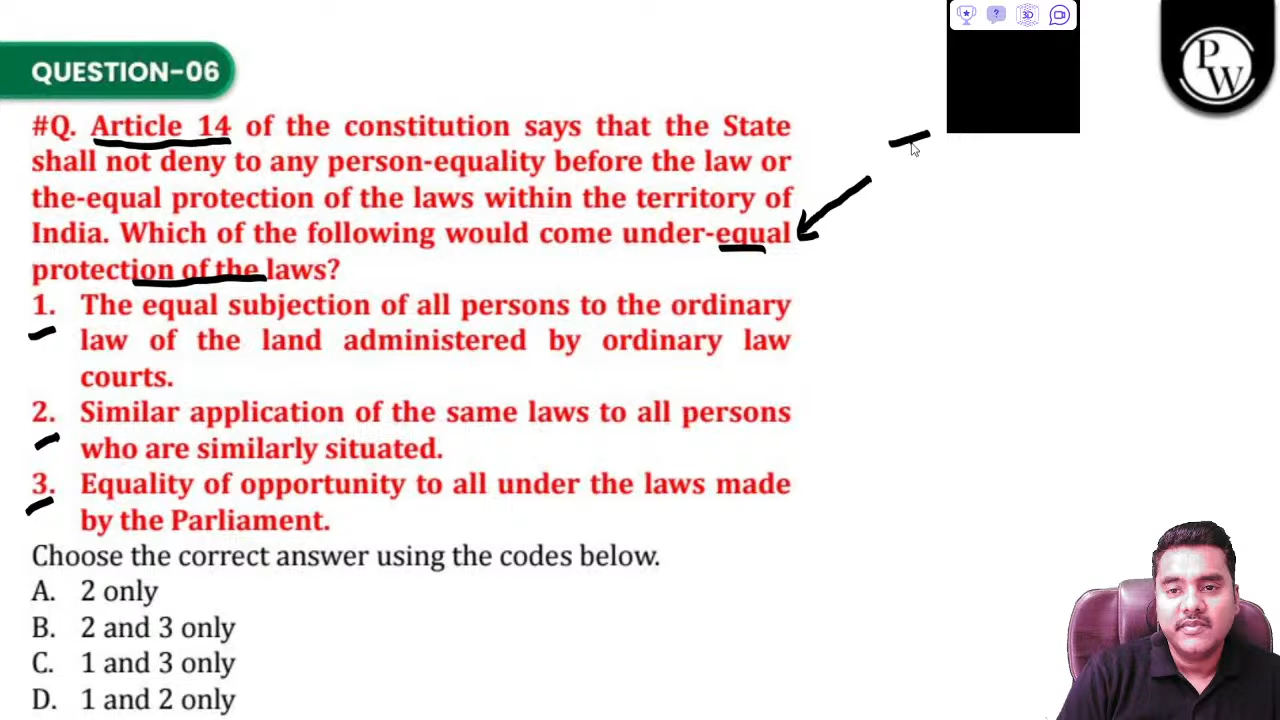 3D
PW
QUESTION-06
#Q. Article 14 of the constitution says that the State
shall not deny to any person-equality before the law or
the-equal protection of the laws within the territory of
India. Which of the following would come under-equal
protection of the laws?
1. The equal subjection of all persons to the ordinary
law of the land administered by ordinary law
courts.
2. Similar application of the same laws to all persons
who are similarly situated.
3. Equality of opportunity to all under the laws made
by the Parliament.
Choose the correct answer using the codes below.
A. 2 only
B. 2 and 3 only
C. 1 and 3 only
D. 1 and 2 only